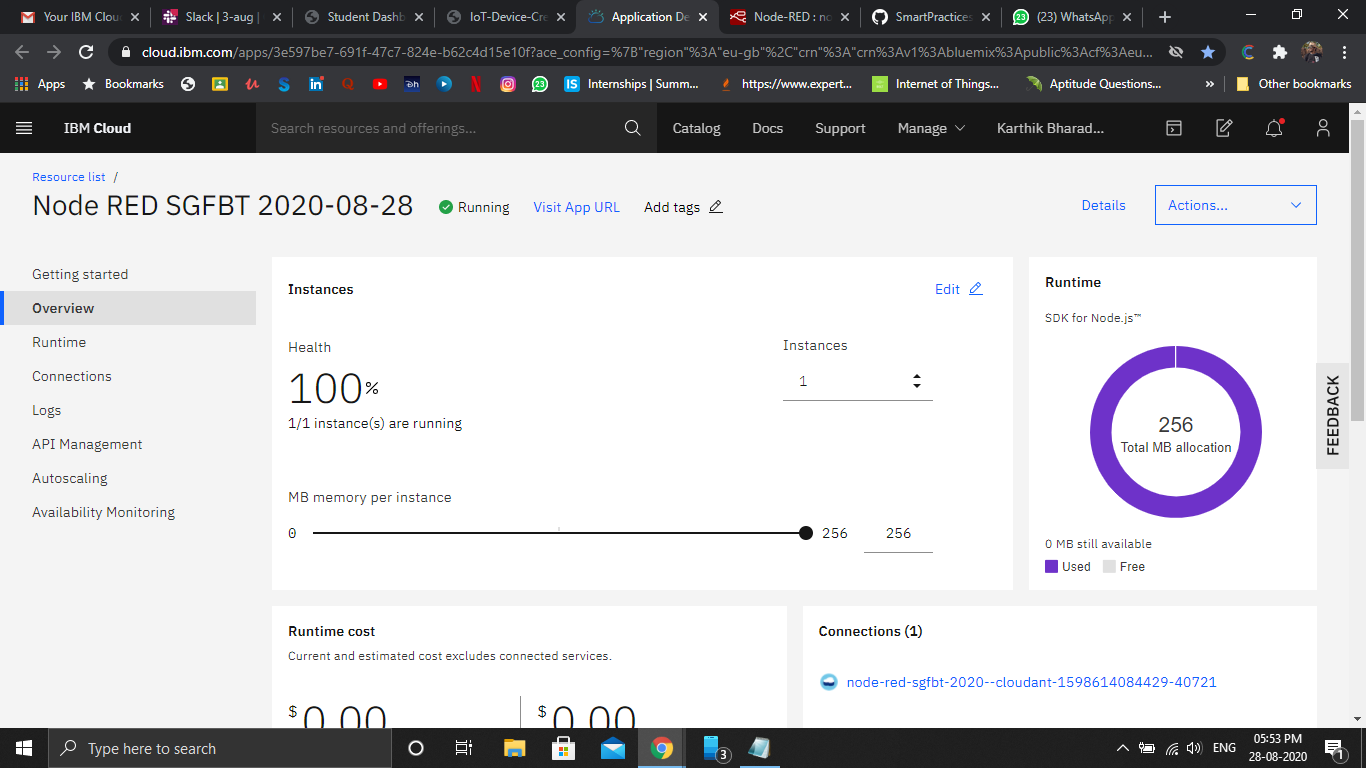 Your IBM Clou
Slack | 3-aug |
Student Dashb
IoT-Device-Cre
Application De
Node-RED : no
SmartPractices
(23) WhatsApp
cloud.ibm.com/apps/3e597be7-691f-47c7-824e-b62c4d15e10f?ace_config=%7B"region"%3A"eu-gb"%2C"crn"%3A"crn%3Av1%3Abluemix%3Apublic%3Acf%3Aeu...
Apps
Bookmarks
Internships | Summ...
https://www.expert...
Internet of Things...
Aptitude Questions...
»
Other bookmarks
IBM Cloud
Search resources and offerings...
Catalog
Docs
Support
Manage
Karthik Bharad...
Resource list /
Node RED SGFBT 2020-08-28
Running
Visit App URL
Add tags
Details
Actions...
Getting started
Overview
Runtime
Connections
Logs
API Management
Autoscaling
Availability Monitoring
Instances
Edit
Health
100%
1/1 instance(s) are running
Instances
1
MB memory per instance
0
256
256
Runtime
SDK for Node.js™
256
Total MB allocation
0 MB still available
Used
Free
FEEDBACK
Runtime cost
Current and estimated cost excludes connected services.
$0.00
$0.00
Connections (1)
node-red-sgfbt-2020--cloudant-1598614084429-40721
Type here to search
3
ENG
05:53 PM
28-08-2020
1